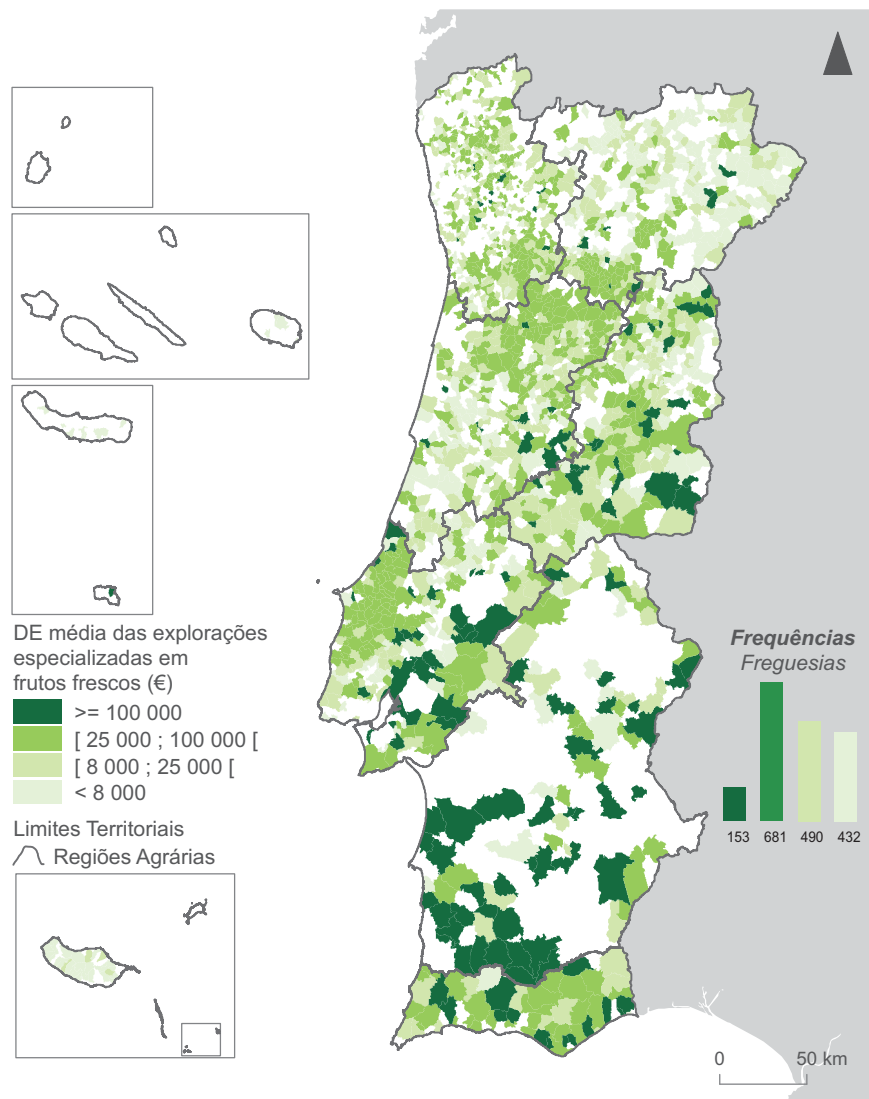 DE média das explorações
especializadas em
frutos frescos (€)
>= 100 000
[ 25 000 ; 100 000 [
[ 8 000 ; 25 000 [
< 8 000
Limites Territoriais
Regiões Agrárias
Frequências
Freguesias
153 681 490 432
0 50 km